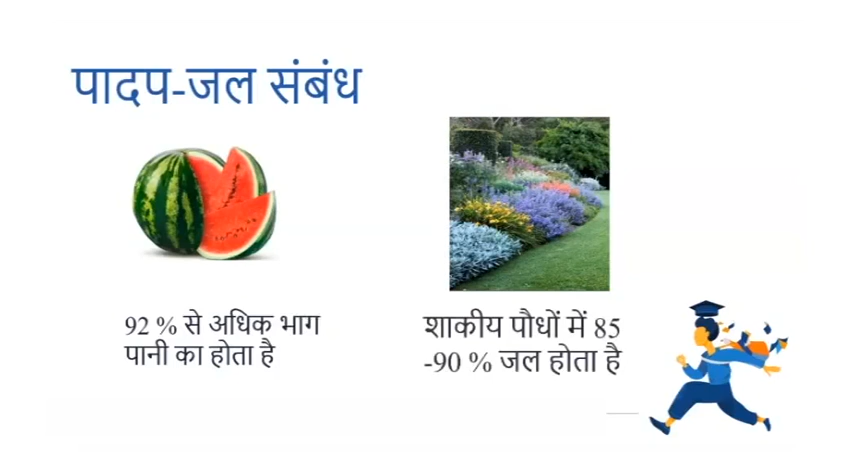 पादप-जल संबंध
92 % से अधिक भाग
पानी का होता है
शाकीय पौधों में 85
-90 % जल होता है